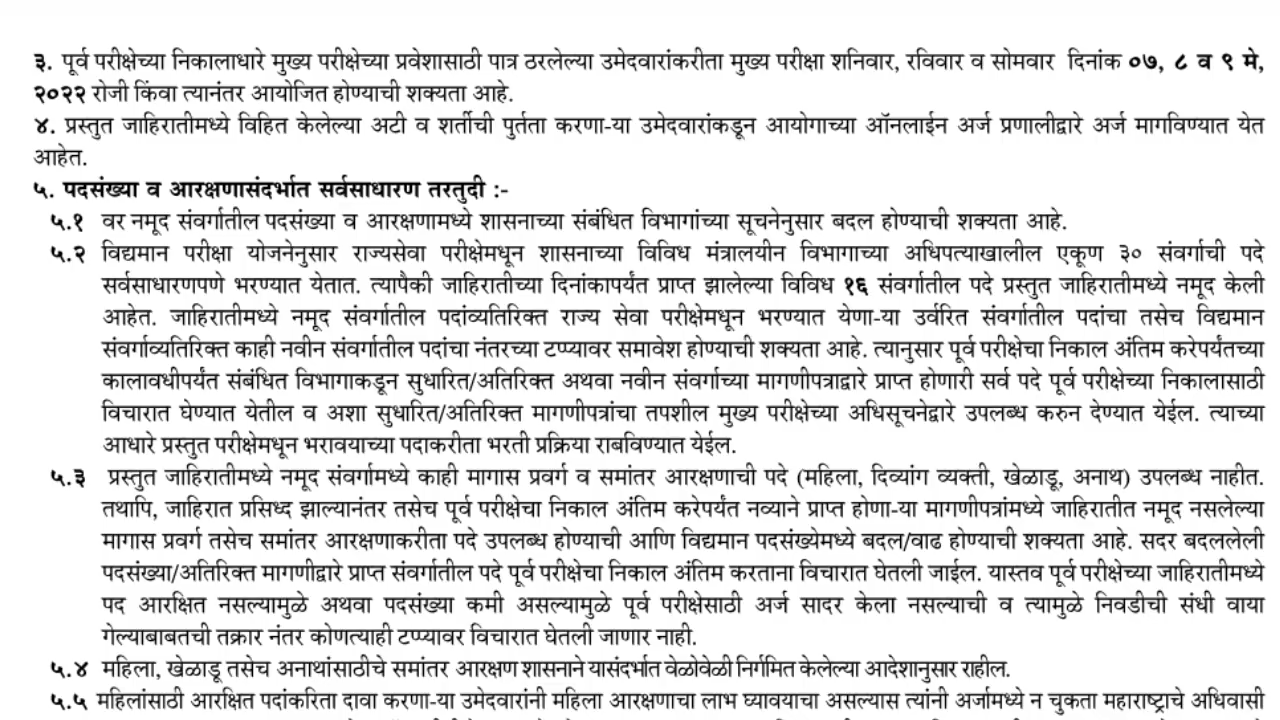 ३. पूर्व परीक्षेच्या निकालाधारे मुख्य परीक्षेच्या प्रवेशासाठी पात्र ठरलेल्या उमेदवारांकरीता मुख्य परीक्षा शनिवार, रविवार व सोमवार दिनांक ०७, ८ व ९ मे,
२०२२ रोजी किंवा त्यानंतर आयोजित होण्याची शक्यता आहे.
४. प्रस्तुत जाहिरातीमध्ये विहित केलेल्या अटी व शर्तीची पुर्तता करणा-या उमेदवारांकडून आयोगाच्या ऑनलाईन अर्ज प्रणालीद्वारे अर्ज मागविण्यात येत
आहेत.
५. पदसंख्या व आरक्षणासंदर्भात सर्वसाधारण तरतुदी :-
५.१ वर नमूद संवर्गातील पदसंख्या व आरक्षणामध्ये शासनाच्या संबंधित विभागांच्या सूचनेनुसार बदल होण्याची शक्यता आहे.
५.२ विद्यमान परीक्षा योजनेनुसार राज्यसेवा परीक्षेमधून शासनाच्या विविध मंत्रालयीन विभागाच्या अधिपत्याखालील एकूण ३० संवर्गाची पदे
सर्वसाधारणपणे भरण्यात येतात. त्यापैकी जाहिरातीच्या दिनांकापर्यंत प्राप्त झालेल्या विविध १६ संवर्गातील पदे प्रस्तुत जाहिरातीमध्ये नमूद केली
आहेत. जाहिरातीमध्ये नमूद संवर्गातील पदांव्यतिरिक्त राज्य सेवा परीक्षेमधून भरण्यात येणा-या उर्वरित संवर्गातील पदांचा तसेच विद्यमान
संवर्गाव्यतिरिक्त काही नवीन संवर्गातील पदांचा नंतरच्या टप्प्यावर समावेश होण्याची शक्यता आहे. त्यानुसार पूर्व परीक्षेचा निकाल अंतिम करेपर्यंतच्या
कालावधीपर्यंत संबंधित विभागाकडून सुधारित/अतिरिक्त अथवा नवीन संवर्गाच्या मागणीपत्राद्वारे प्राप्त होणारी सर्व पदे पूर्व परीक्षेच्या निकालासाठी
विचारात घेण्यात येतील व अशा सुधारित/अतिरिक्त मागणीपत्रांचा तपशील मुख्य परीक्षेच्या अधिसूचनेद्वारे उपलब्ध करुन देण्यात येईल. त्याच्या
आधारे प्रस्तुत परीक्षेमधून भरावयाच्या पदाकरीता भरती प्रक्रिया राबविण्यात येईल.
५.३ प्रस्तुत जाहिरातीमध्ये नमूद संवर्गामध्ये काही मागास प्रवर्ग व समांतर आरक्षणाची पदे (महिला, दिव्यांग व्यक्ती, खेळाडू, अनाथ) उपलब्ध नाहीत.
तथापि, जाहिरात प्रसिध्द झाल्यानंतर तसेच पूर्व परीक्षेचा निकाल अंतिम करेपर्यंत नव्याने प्राप्त होणा-या मागणीपत्रांमध्ये जाहिरातीत नमूद नसलेल्या
मागास प्रवर्ग तसेच समांतर आरक्षणाकरीता पदे उपलब्ध होण्याची आणि विद्यमान पदसंख्येमध्ये बदल/वाढ होण्याची शक्यता आहे. सदर बदललेली
पदसंख्या/अतिरिक्त मागणीद्वारे प्राप्त संवर्गातील पदे पूर्व परीक्षेचा निकाल अंतिम करताना विचारात घेतली जाईल. यास्तव पूर्व परीक्षेच्या जाहिरातीमध्ये
पद आरक्षित नसल्यामुळे अथवा पदसंख्या कमी असल्यामुळे पूर्व परीक्षेसाठी अर्ज सादर केला नसल्याची व त्यामुळे निवडीची संधी वाया
गेल्याबाबतची तक्रार नंतर कोणत्याही टप्प्यावर विचारात घेतली जाणार नाही.
५.४ महिला, खेळाडू तसेच अनाथांसाठीचे समांतर आरक्षण शासनाने यासंदर्भात वेळोवेळी निर्गमित केलेल्या आदेशानुसार राहील.
५.५ महिलांसाठी आरक्षित पदांकरिता दावा करणा-या उमेदवारांनी महिला आरक्षणाचा लाभ घ्यावयाचा असल्यास त्यांनी अर्जामध्ये न चुकता महाराष्ट्राचे अधिवासी